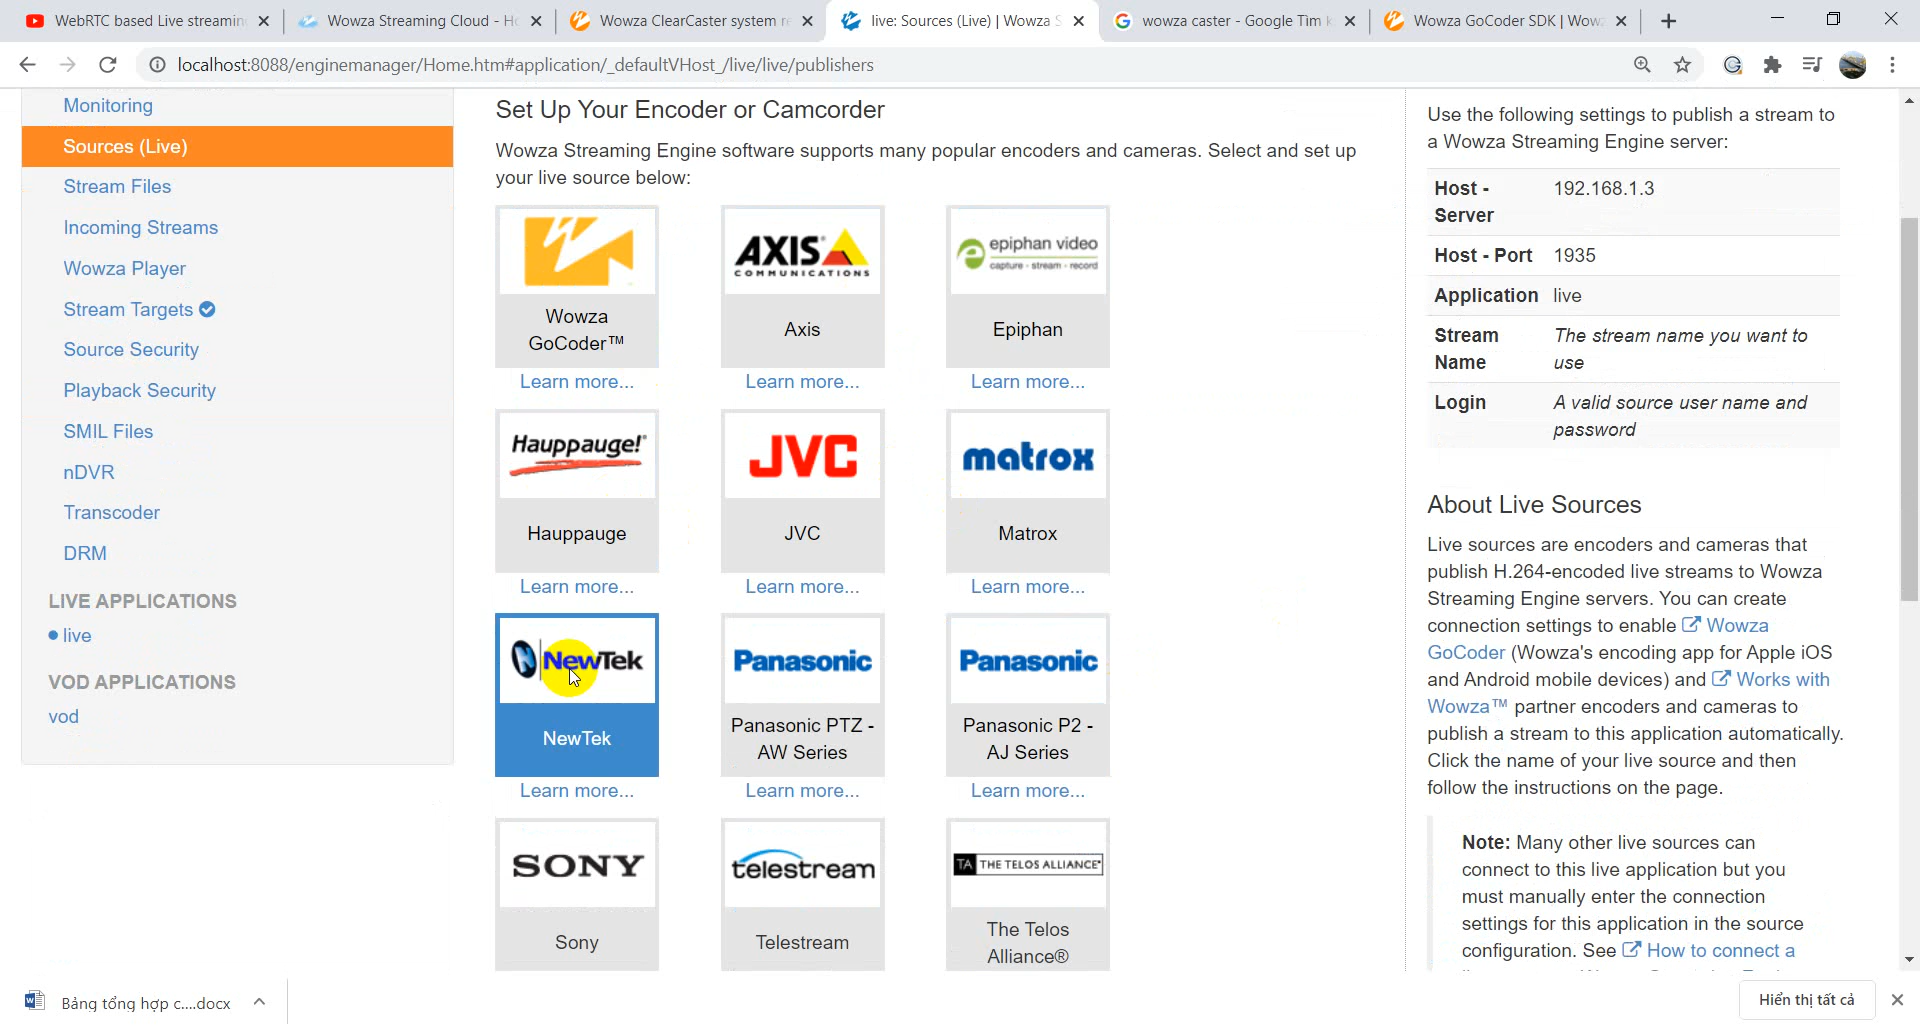 WebRTC based Live streamin
Wowza Streaming Cloud - H
Wowza ClearCaster system r
live: Sources (Live) | Wowza S
wowza caster - Google Tìm k
Wowza GoCoder SDK | Wow
localhost:8088/enginemanager/Home.htm#application/_defaultVHost_/live/live/publishers
Monitoring
Sources (Live)
Stream Files
Incoming Streams
Wowza Player
Stream Targets
Source Security
Playback Security
SMIL Files
nDVR
Transcoder
DRM
LIVE APPLICATIONS
live
VOD APPLICATIONS
vod
Set Up Your Encoder or Camcorder
Wowza Streaming Engine software supports many popular encoders and cameras. Select and set up
your live source below:
Wowza
GoCoder™
Learn more...
AXIS
COMMUNICATIONS
Axis
Learn more...
epiphan video
capture · stream · record
Epiphan
Learn more...
Hauppauge!
Hauppauge
Learn more...
JVC
JVC
Learn more...
matrox
Matrox
Learn more...
NewTek
NewTek
Learn more...
Panasonic
Panasonic PTZ -
AW Series
Learn more...
Panasonic
Panasonic P2 -
AJ Series
Learn more...
SONY
Sony
telestream
Telestream
TA THE TELOS ALLIANCE
The Telos
Alliance®
Use the following settings to publish a stream to
a Wowza Streaming Engine server:
Host - Server 192.168.1.3
Host - Port 1935
Application live
Stream Name The stream name you want to use
Login A valid source user name and password
About Live Sources
Live sources are encoders and cameras that
publish H.264-encoded live streams to Wowza
Streaming Engine servers. You can create
connection settings to enable Wowza
GoCoder (Wowza's encoding app for Apple iOS
and Android mobile devices) and Works with
Wowza™ partner encoders and cameras to
publish a stream to this application automatically.
Click the name of your live source and then
follow the instructions on the page.
Note: Many other live sources can
connect to this live application but you
must manually enter the connection
settings for this application in the source
configuration. See How to connect a
Bảng tổng hợp c....docx
Hiển thị tất cả